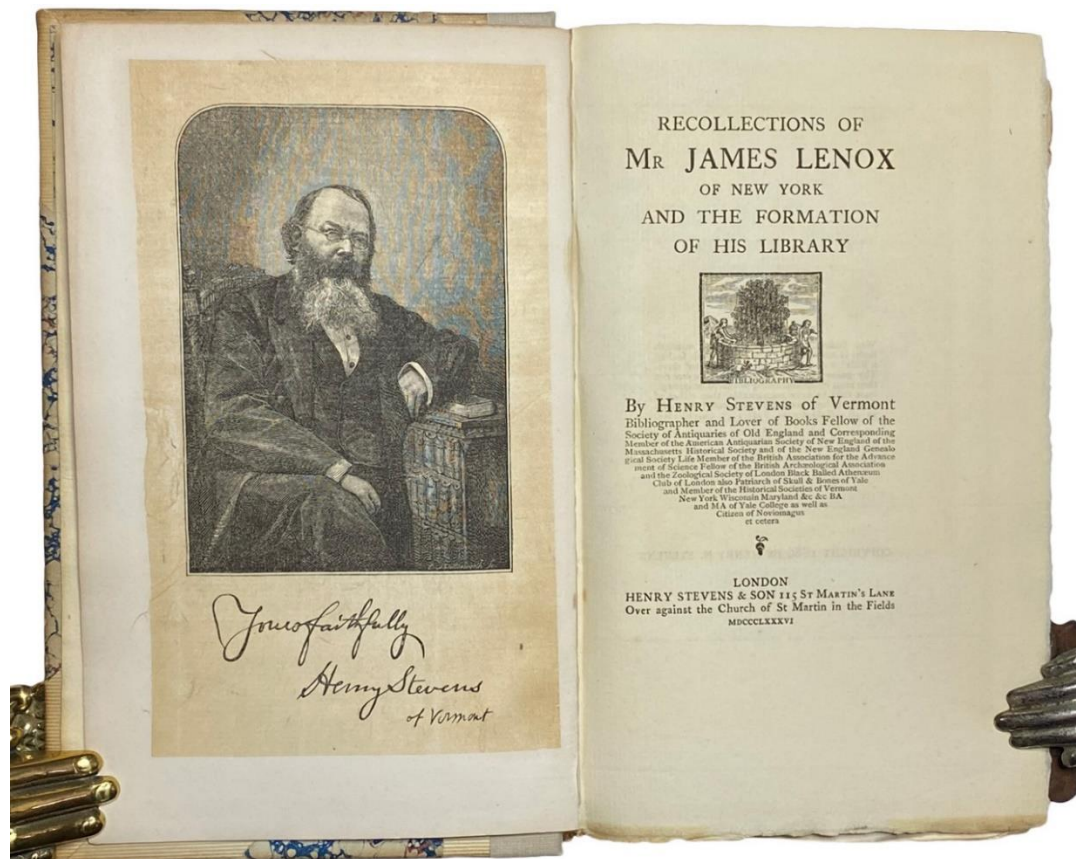 Yours faithfully
Henry Stevens
of Vermont
RECOLLECTIONS OF
MR JAMES LENOX
OF NEW YORK
AND THE FORMATION
OF HIS LIBRARY
BIBLIOGRAPHY
By HENRY STEVENS of Vermont
Bibliographer and Lover of Books Fellow of the
Society of Antiquaries of Old England and Corresponding
Member of the American Antiquarian Society of New England of the
Massachusetts Historical Society and of the New England Genealo
gical Society Life Member of the British Association for the Advance
ment of Science Fellow of the British Archæological Association
and the Zoological Society of London Black Balled Athenæum
Club of London also Patriarch of Skull & Bones of Yale
and Member of the Historical Societies of Vermont
New York Wisconsin Maryland &c &c BA
and MA of Yale College as well as
Citizen of Noviomagus
et cetera
LONDON
HENRY STEVENS & SON 115 ST MARTIN'S LANE
Over against the Church of St Martin in the Fields
MDCCCLXXXVI